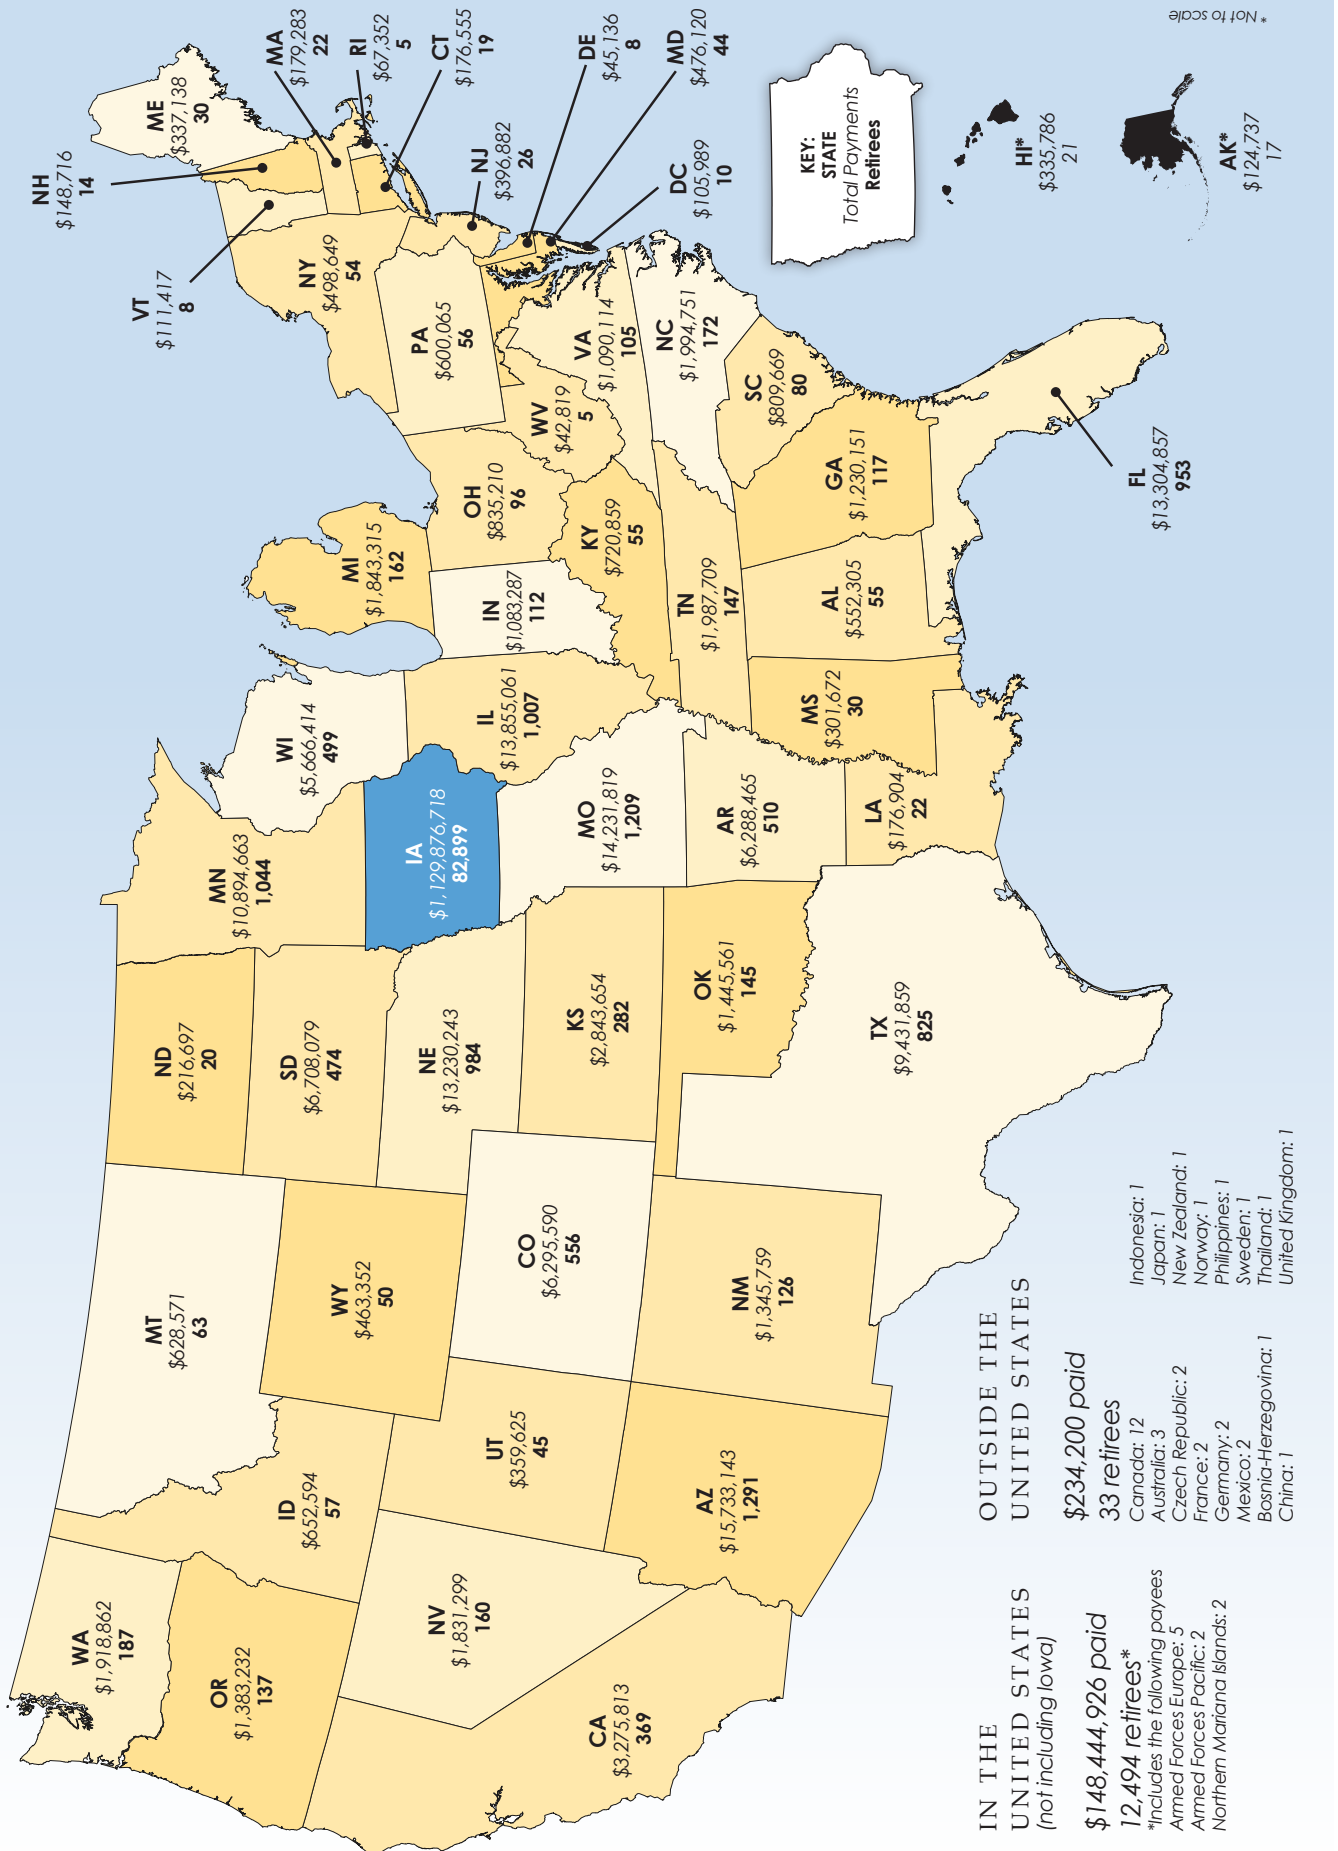 WA
$1,918,862
187
OR
$1,383,232
137
CA
$3,275,813
369
NV
$1,831,299
160
ID
$652,594
57
MT
$628,571
63
WY
$463,352
50
UT
$359,625
45
AZ
$15,733,143
1,291
CO
$6,295,590
556
NM
$1,345,759
126
ND
$216,697
20
SD
$6,708,079
474
NE
$13,230,243
984
KS
$2,843,654
282
OK
$1,445,561
145
TX
$9,431,859
825
MN
$10,894,663
1,044
IA
$1,129,876,718
82,899
MO
$14,231,819
1,209
AR
$6,288,465
510
LA
$176,904
22
WI
$5,666,414
499
IL
$13,855,061
1,007
MI
$1,843,315
162
IN
$1,083,287
112
OH
$835,210
96
KY
$720,859
55
TN
$1,987,709
147
MS
$301,672
30
AL
$552,305
55
GA
$1,230,151
117
FL
$13,304,857
953
SC
$809,669
80
NC
$1,994,751
172
VA
$1,090,114
105
WV
$42,819
5
PA
$600,065
56
NY
$498,649
54
VT
$111,417
8
NH
$148,716
14
ME
$337,138
30
MA
$179,283
22
RI
$67,352
5
CT
$176,555
19
NJ
$396,882
26
DE
$45,136
8
MD
$476,120
44
DC
$105,989
10
KEY:
STATE
Total Payments
Retirees
HI*
$335,786
21
AK*
$124,737
17
* Not to scale
IN THE
UNITED STATES
(not including Iowa)
$148,444,926 paid
12,494 retirees*
*Includes the following payees
Armed Forces Europe: 5
Armed Forces Pacific: 2
Northern Mariana Islands: 2
OUTSIDE THE
UNITED STATES
$234,200 paid
33 retirees
Canada: 12
Australia: 3
Czech Republic: 2
France: 2
Germany: 2
Mexico: 2
Bosnia-Herzegovina: 1
China: 1
Indonesia: 1
Japan: 1
New Zealand: 1
Norway: 1
Philippines: 1
Sweden: 1
Thailand: 1
United Kingdom: 1